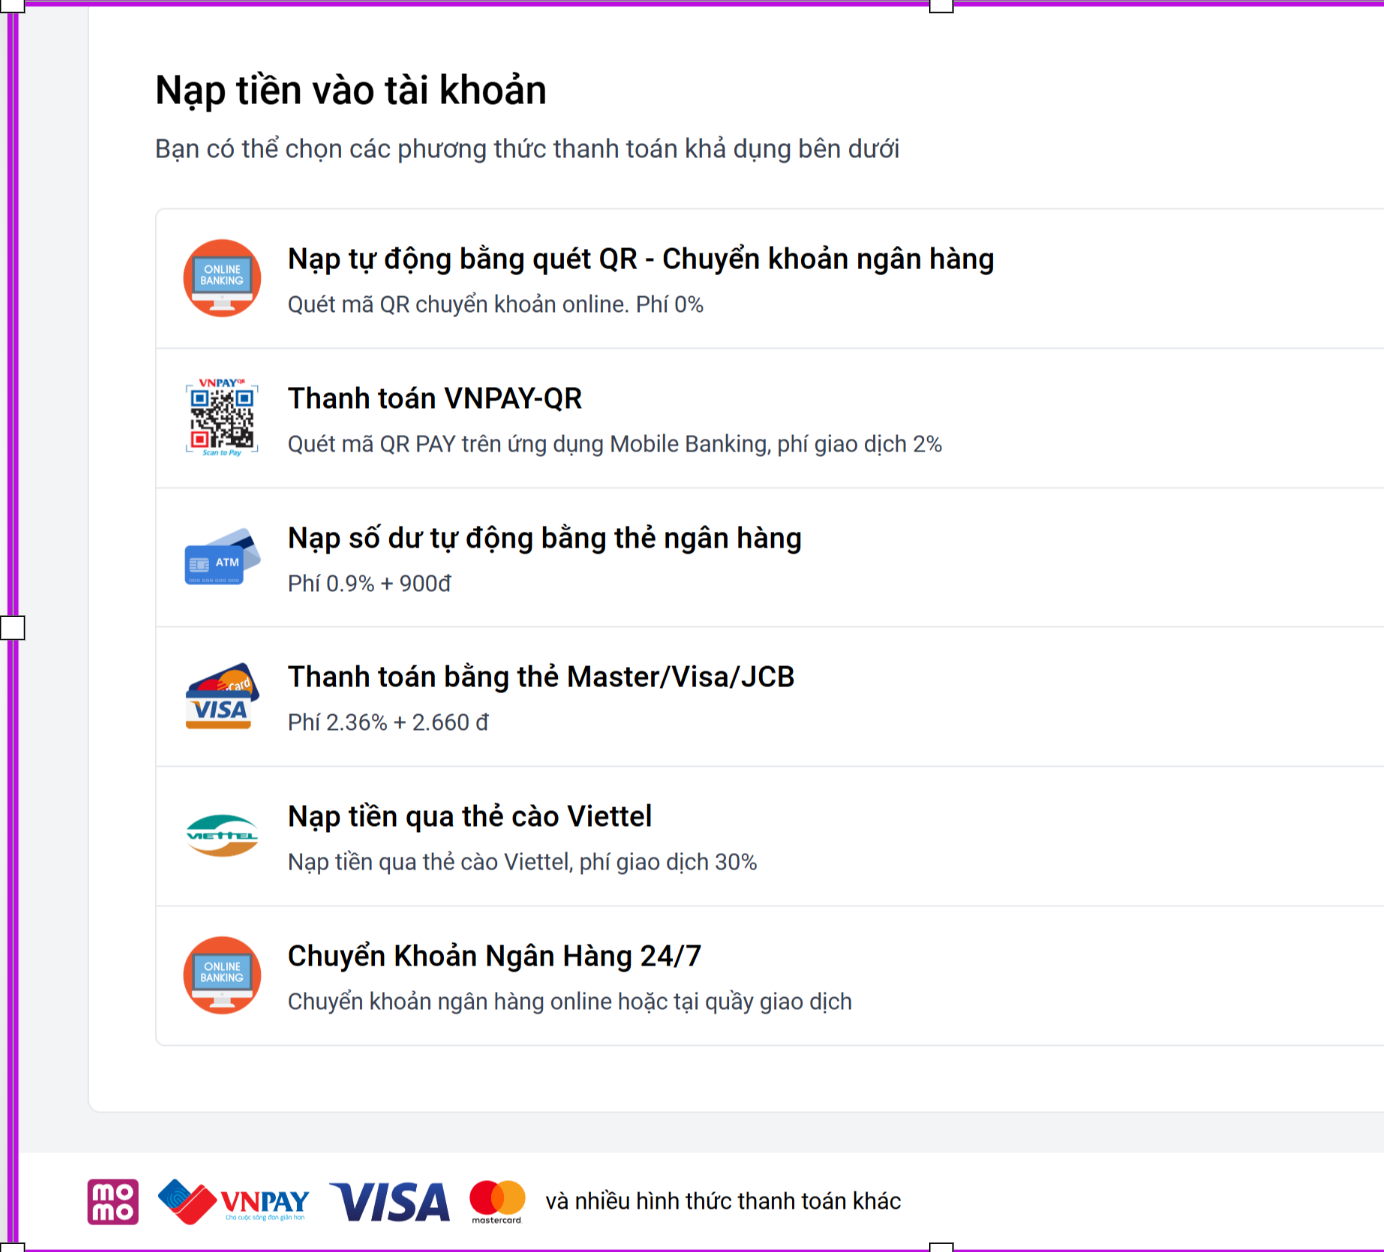 Nạp tiền vào tài khoản
Bạn có thể chọn các phương thức thanh toán khả dụng bên dưới
ONLINE
BANKING
Nạp tự động bằng quét QR - Chuyển khoản ngân hàng
Quét mã QR chuyển khoản online. Phí 0%
VNPAYQR
Scan to Pay
Thanh toán VNPAY-QR
Quét mã QR PAY trên ứng dụng Mobile Banking, phí giao dịch 2%
ATM
Nạp số dư tự động bằng thẻ ngân hàng
Phí 0.9% + 900đ
Card
VISA
Thanh toán bằng thẻ Master/Visa/JCB
Phí 2.36% + 2.660 đ
VIETTEL
Nạp tiền qua thẻ cào Viettel
Nạp tiền qua thẻ cào Viettel, phí giao dịch 30%
ONLINE
BANKING
Chuyển Khoản Ngân Hàng 24/7
Chuyển khoản ngân hàng online hoặc tại quầy giao dịch
mo
mo
VNPAY
Cho cuộc sống đơn giản hơn
VISA
mastercard
và nhiều hình thức thanh toán khác